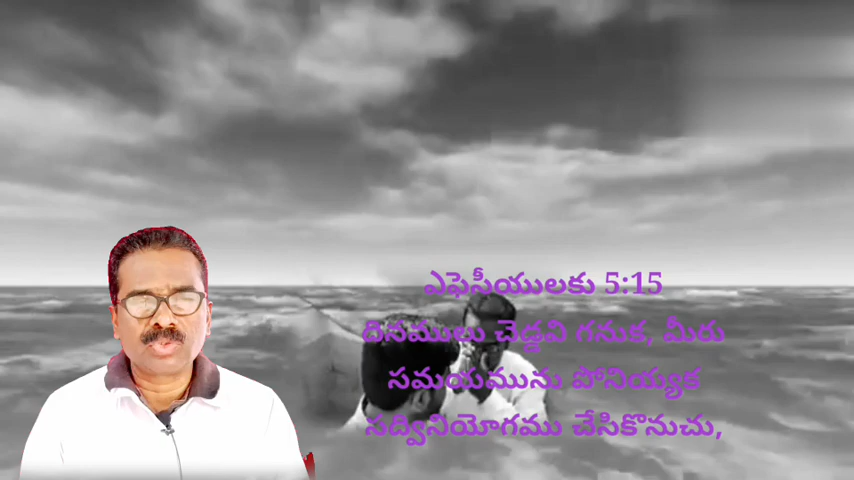 ఎఫెసీయులకు 5:15
దినములు చెడ్డవి గనుక, మీరు
సమయమును పోనియ్యక
సద్వినియోగము చేసికొనుచు,